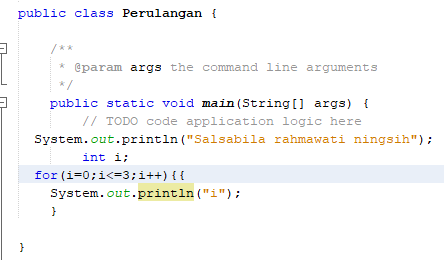 public class Perulangan {
/**
* @param args the command line arguments
*/
public static void main(String[] args) {
// TODO code application logic here
System.out.println("Salsabila rahmawati ningsih");
int i;
for(i=0;i<=3;i++){{
System.out.println("i");
}
}